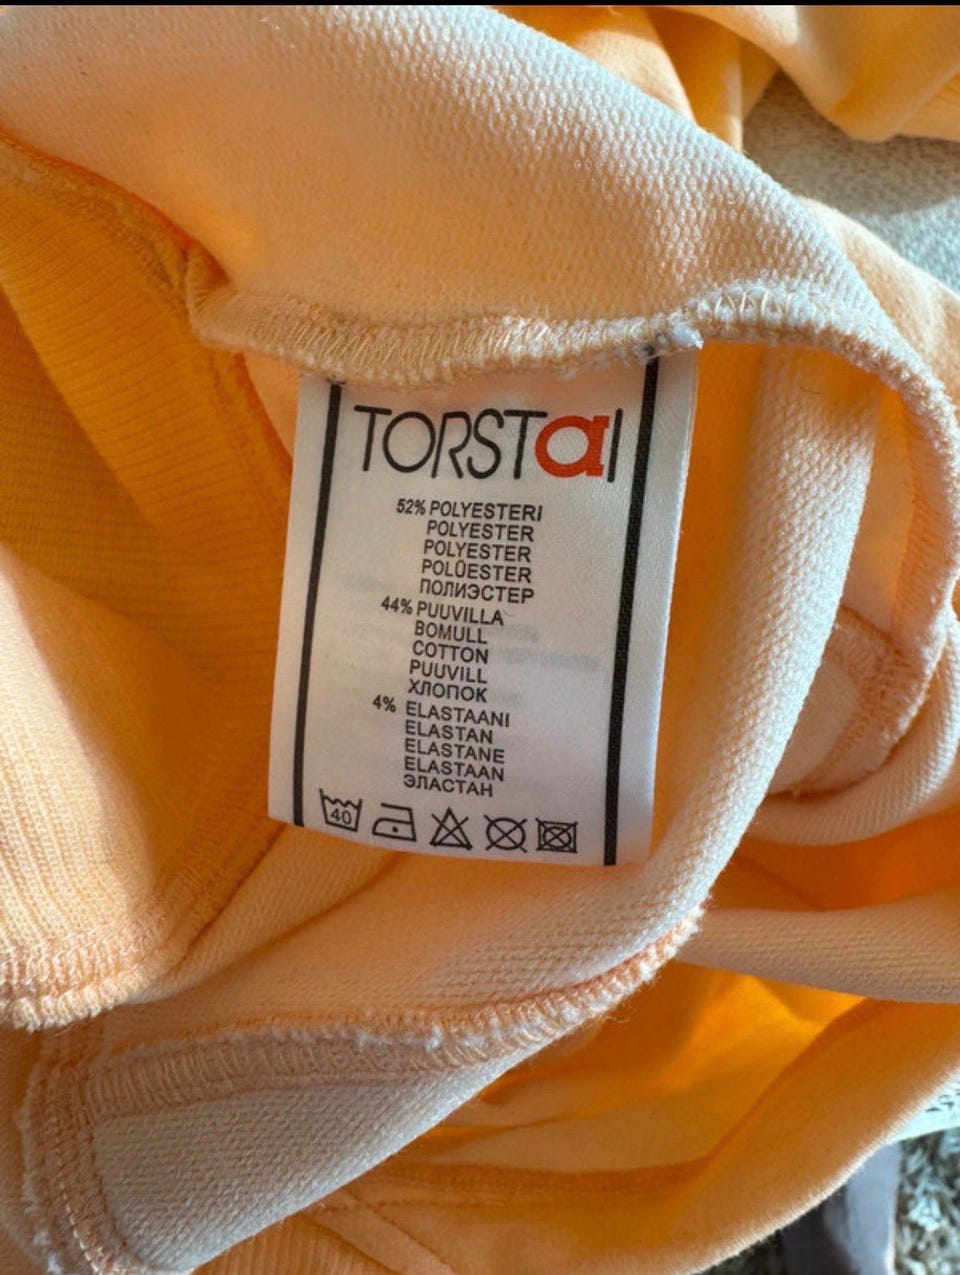 TORSTaI
52% POLYESTERI
POLYESTER
POLYESTER
POLÜESTER
ПОЛИЭСТЕР
44% PUUVILLA
BOMULL
COTTON
PUUVILL
ХЛОПОК
4% ELASTAANI
ELASTAN
ELASTANE
ELASTAAN
ЭЛАСТАН
40